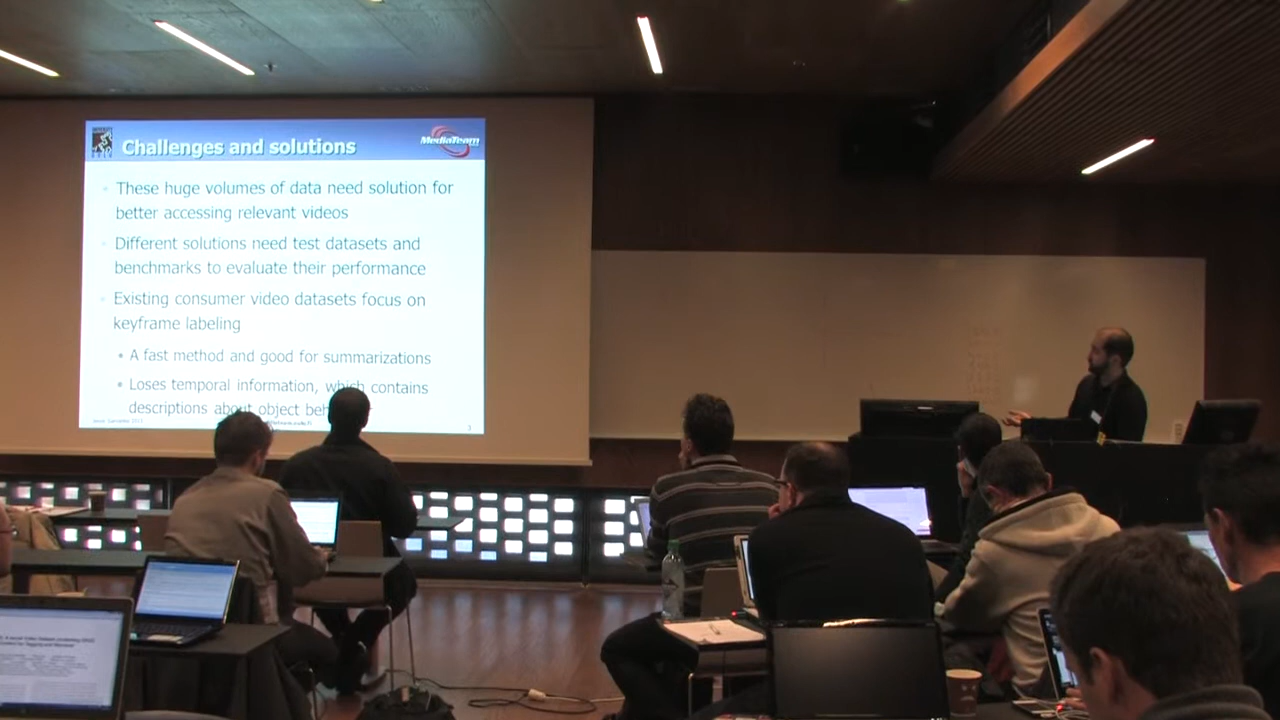 Challenges and solutions
MediaTeam
These huge volumes of data need solution for
better accessing relevant videos
Different solutions need test datasets and
benchmarks to evaluate their performance
Existing consumer video datasets focus on
keyframe labeling
A fast method and good for summarizations
Loses temporal information, which contains
descriptions about object
3